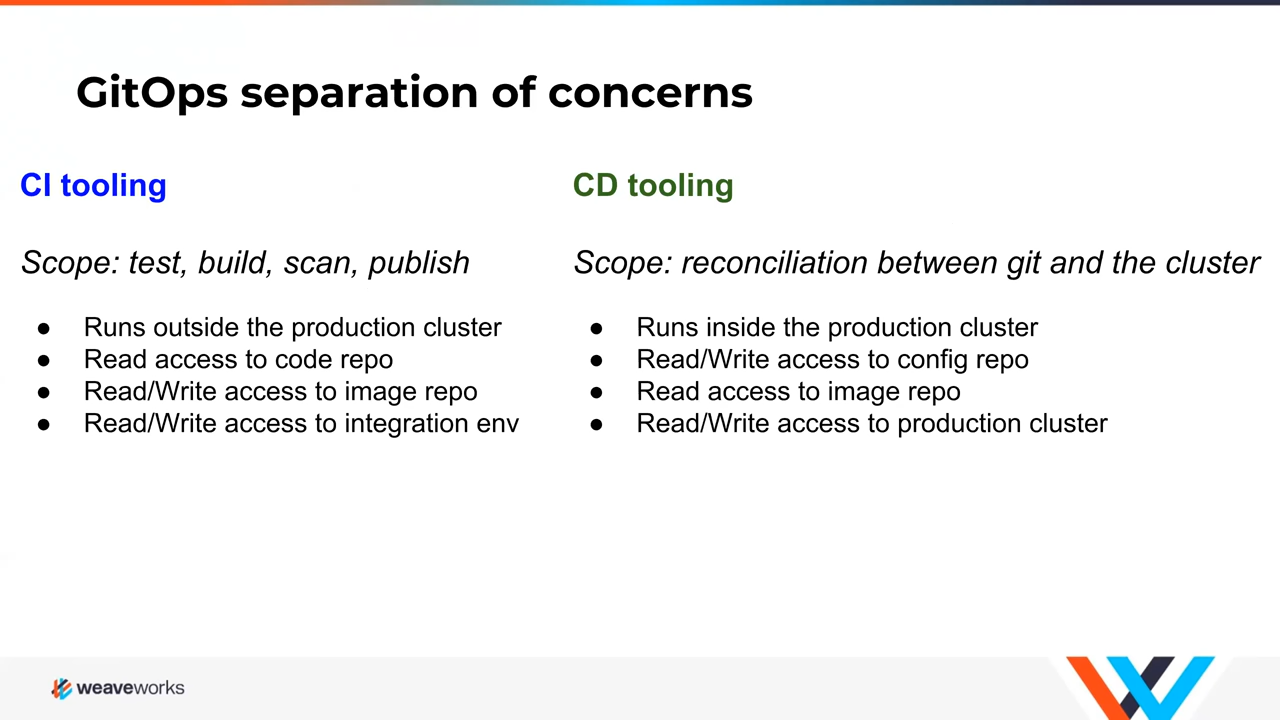 GitOps separation of concerns
CI tooling
Scope: test, build, scan, publish
● Runs outside the production cluster
● Read access to code repo
● Read/Write access to image repo
● Read/Write access to integration env
CD tooling
Scope: reconciliation between git and the cluster
● Runs inside the production cluster
● Read/Write access to config repo
● Read access to image repo
● Read/Write access to production cluster
weaveworks